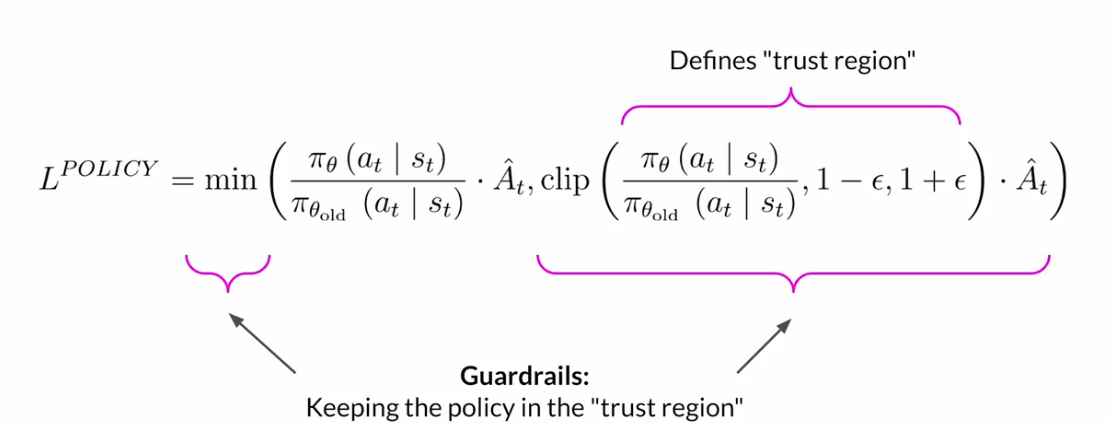 Defines "trust region"
L^{POLICY} = min ( π_θ (a_t | s_t) / π_{θ_old} (a_t | s_t) · Â_t, clip ( π_θ (a_t | s_t) / π_{θ_old} (a_t | s_t) , 1 − ϵ, 1 + ϵ ) · Â_t )
Guardrails:
Keeping the policy in the "trust region"